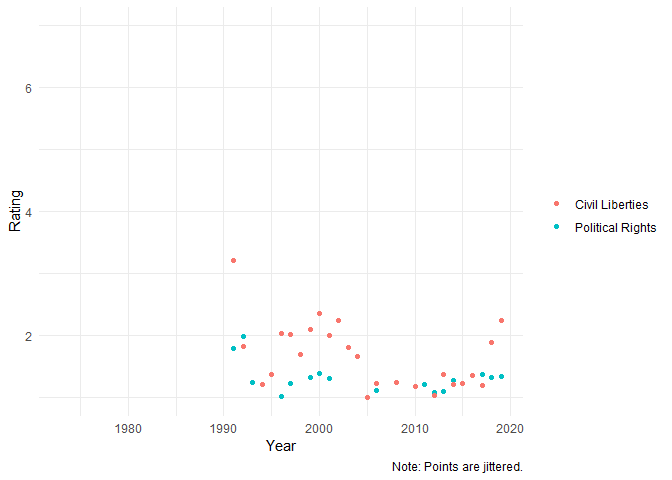 6
4
2
Rating
1980
1990
2000
2010
2020
Year
Civil Liberties
Political Rights
Note: Points are jittered.